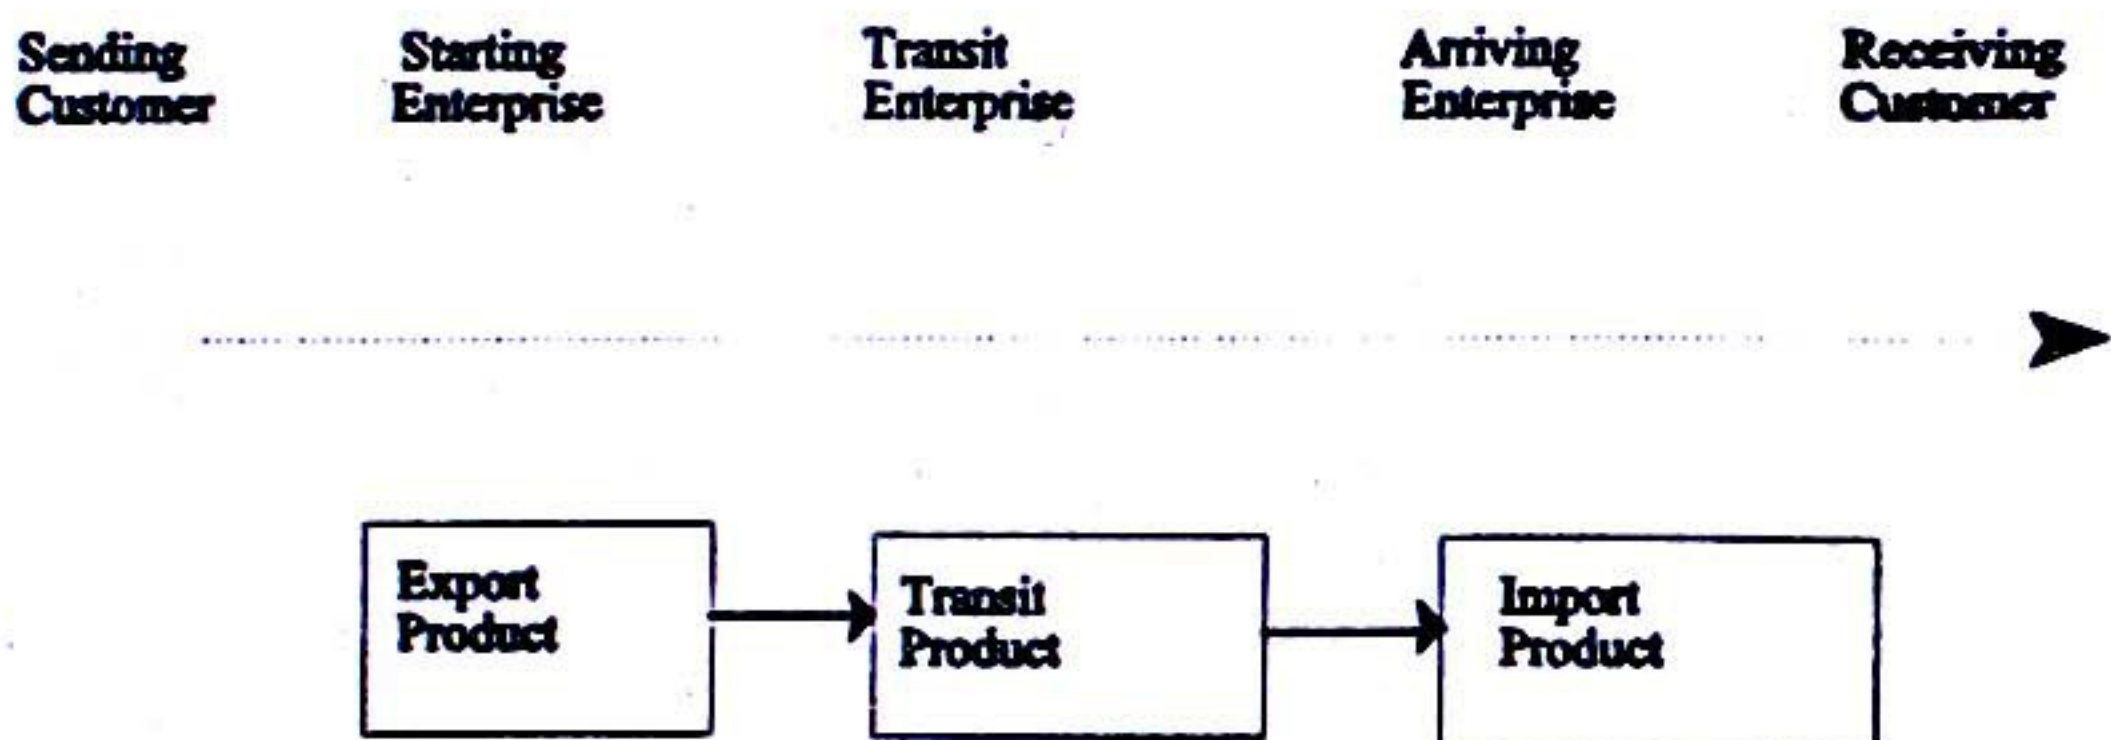 Sending
Customer
Starting
Enterprise
Transit
Enterprise
Arriving
Enterprise
Receiving
Customer
Export
Product
Transit
Product
Import
Product